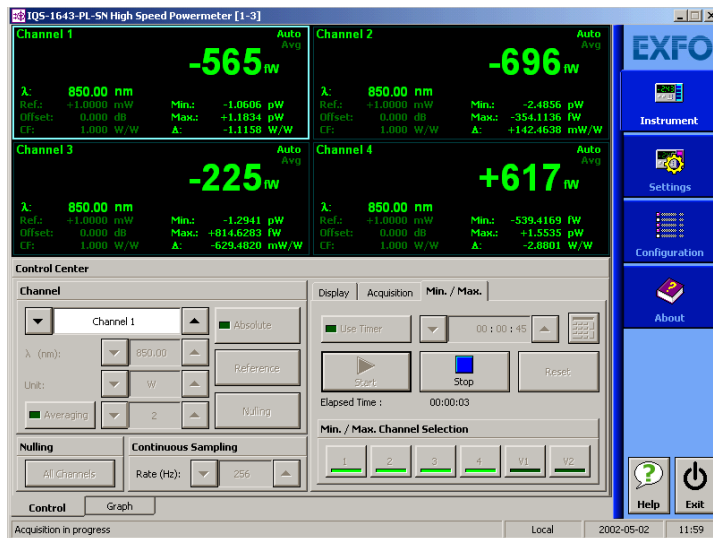 IQS-1643-PL-SN High Speed Powermeter [1-3]
Channel 1 Auto
Avg
-565 fW
λ: 850.00 nm
Ref.: +1.0000 mW Min.: -1.0606 pW
Offset: 0.000 dB Max.: +1.1834 pW
CF: 1.000 W/W Δ: -1.1158 W/W
Channel 2 Auto
Avg
-696 fW
λ: 850.00 nm
Ref.: +1.0000 mW Min.: -2.4856 pW
Offset: 0.000 dB Max.: -354.1136 fW
CF: 1.000 W/W Δ: +142.4638 mW/W
Channel 3 Auto
Avg
-225 fW
λ: 850.00 nm
Ref.: +1.0000 mW Min.: -1.2941 pW
Offset: 0.000 dB Max.: +814.6283 fW
CF: 1.000 W/W Δ: -629.4820 mW/W
Channel 4 Auto
Avg
+617 fW
λ: 850.00 nm
Ref.: +1.0000 mW Min.: -539.4169 fW
Offset: 0.000 dB Max.: +1.5535 pW
CF: 1.000 W/W Δ: -2.8801 W/W
EXFO
Instrument
Settings
Configuration
About
Help Exit
Control Center
Channel
Channel 1
Absolute
λ (nm): 850.00
Reference
Unit: W
Averaging 2
Nulling
Nulling
All Channels
Continuous Sampling
Rate (Hz): 256
Display Acquisition Min. / Max.
Use Timer 00 : 00 : 45
Start Stop Reset
Elapsed Time : 00:00:03
Min. / Max. Channel Selection
1 2 3 4 V1 V2
Control Graph
Acquisition in progress Local 2002-05-02 11:59